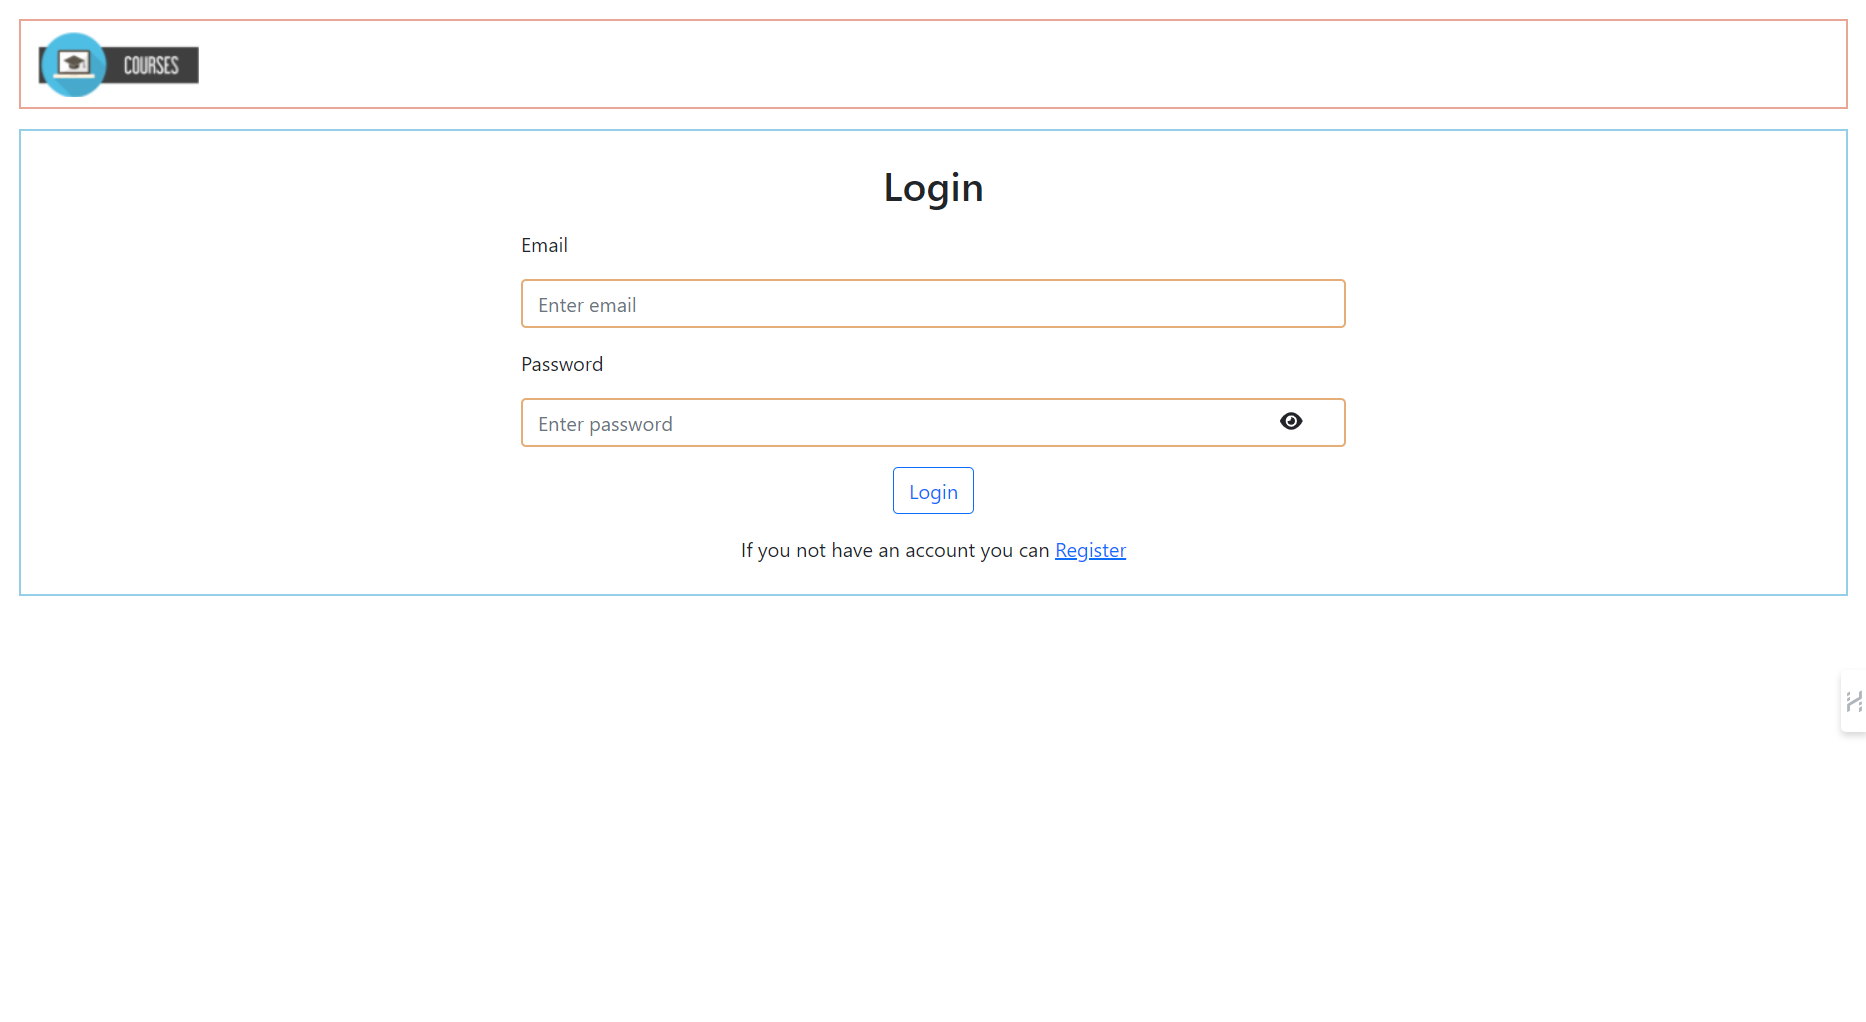 COURSES
Login
Email
Enter email
Password
Enter password
Login
If you not have an account you can Register